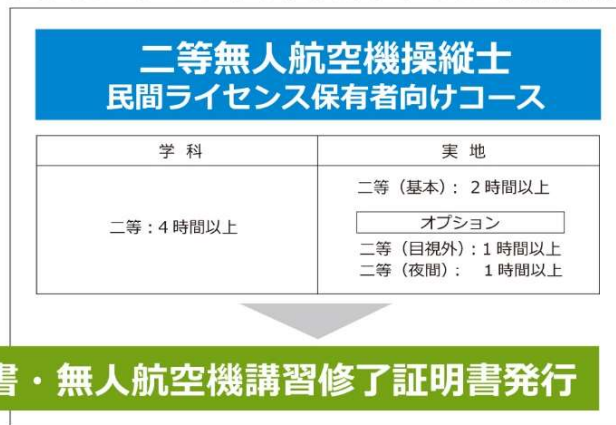 二等無人航空機操縦士
民間ライセンス保有者向けコース
学 科
実 地
二等:4時間以上
二等(基本): 2時間以上
オプション
二等(目視外):1時間以上
二等(夜間): 1時間以上
書・無人航空機講習修了証明書発行